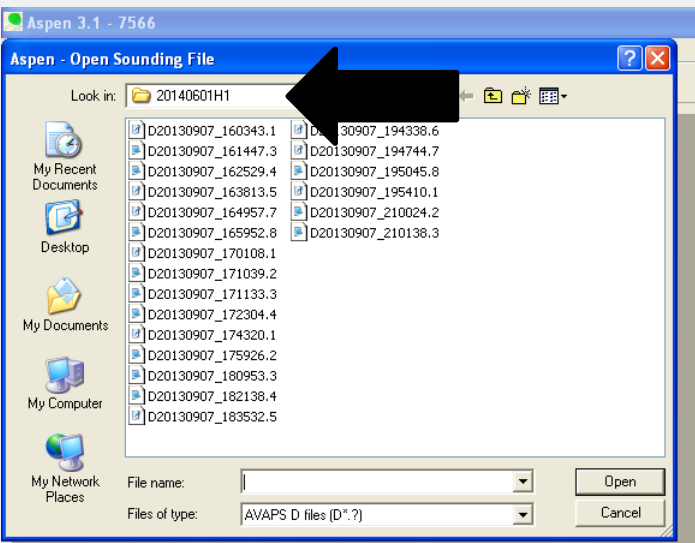 Aspen 3.1 - 7566
Aspen - Open Sounding File
Look in: 20140601H1
My Recent Documents
Desktop
My Documents
My Computer
My Network Places
D20130907_160343.1
D20130907_161447.3
D20130907_162529.4
D20130907_163813.5
D20130907_164957.7
D20130907_165952.8
D20130907_170108.1
D20130907_171039.2
D20130907_171133.3
D20130907_172304.4
D20130907_174320.1
D20130907_175926.2
D20130907_180953.3
D20130907_182138.4
D20130907_183532.5
D20130907_194338.6
D20130907_194744.7
D20130907_195045.8
D20130907_195410.1
D20130907_210024.2
D20130907_210138.3
File name:
Open
Files of type: AVAPS D files (D*.?)
Cancel